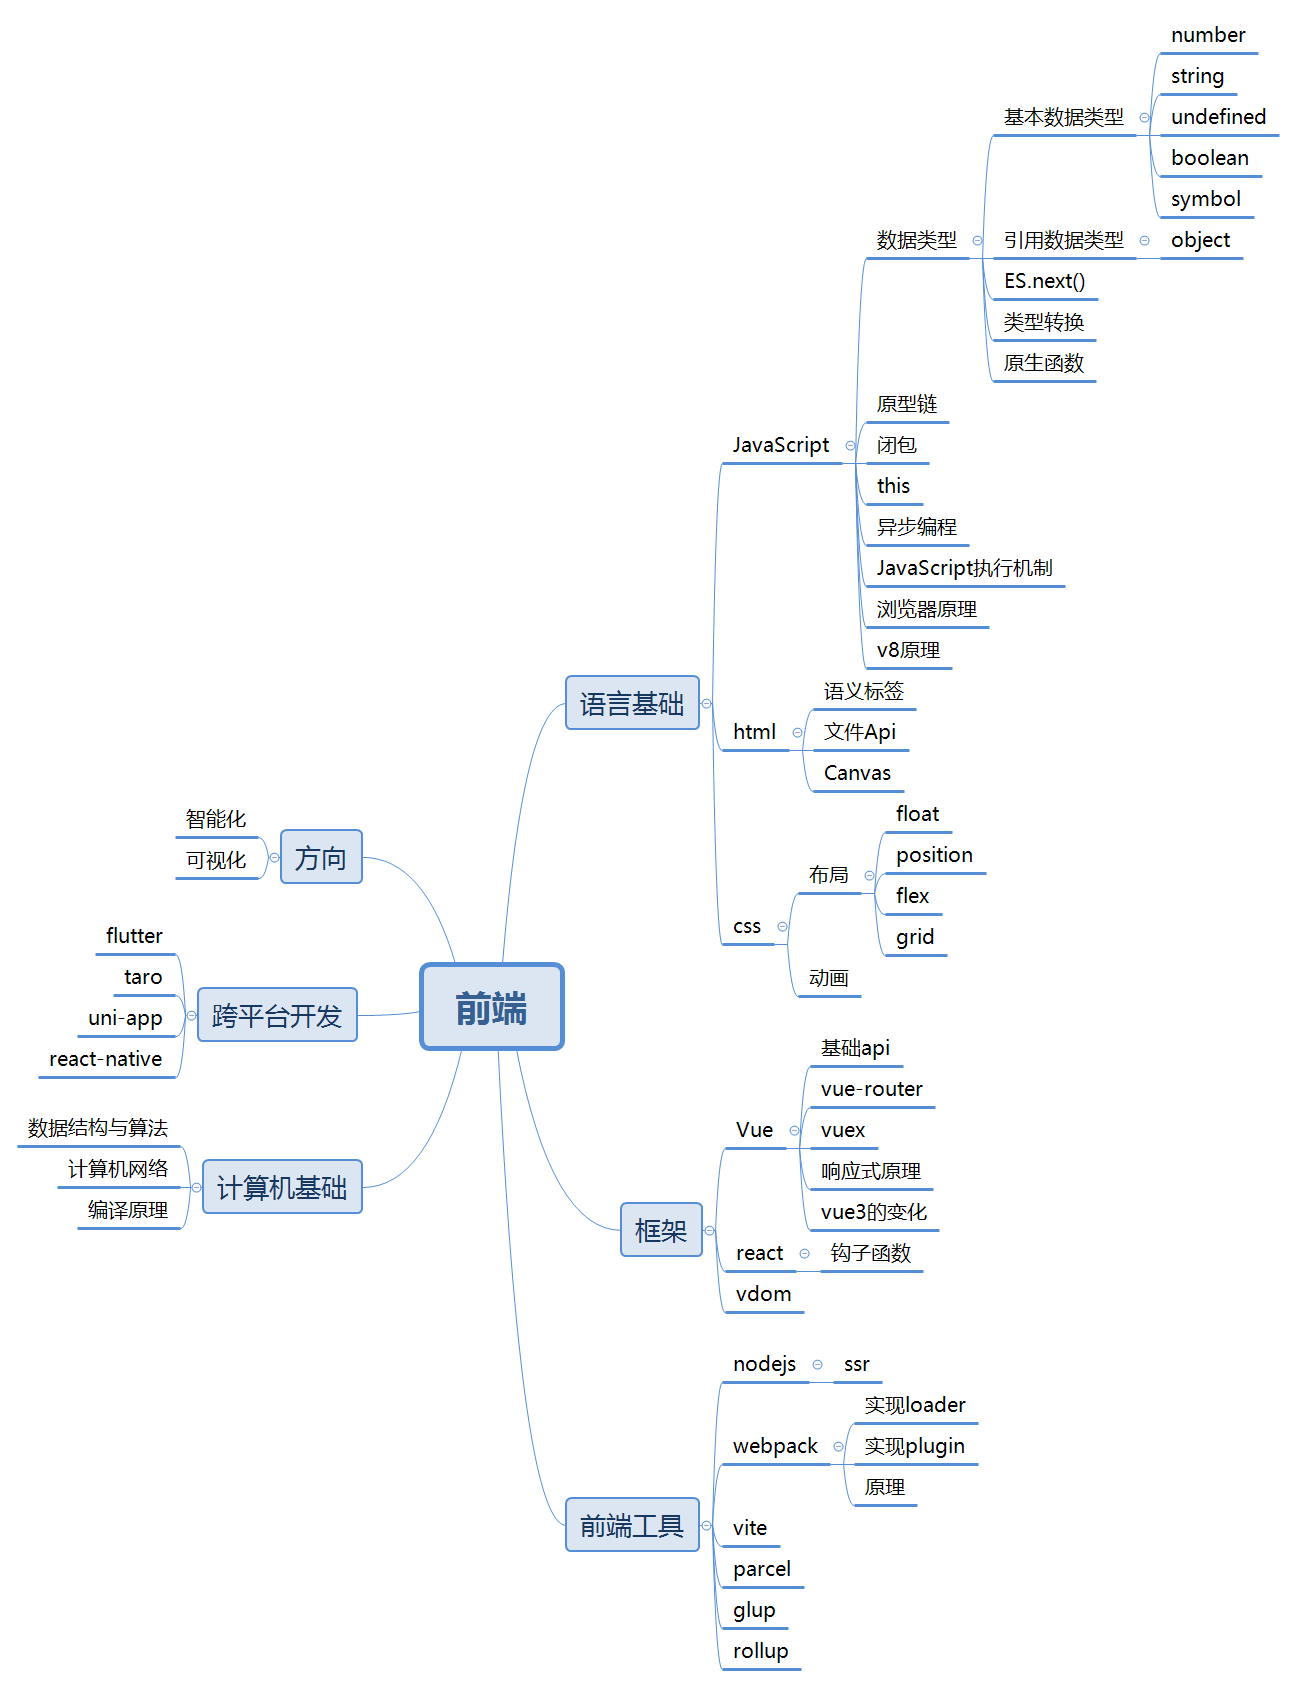 前端
语言基础
JavaScript
数据类型
基本数据类型
number
string
undefined
boolean
symbol
引用数据类型
object
ES.next()
类型转换
原生函数
原型链
闭包
this
异步编程
JavaScript执行机制
浏览器原理
v8原理
html
语义标签
文件Api
Canvas
css
布局
float
position
flex
grid
动画
框架
Vue
基础api
vue-router
vuex
响应式原理
vue3的变化
react
钩子函数
vdom
前端工具
nodejs
ssr
webpack
实现loader
实现plugin
原理
vite
parcel
glup
rollup
方向
智能化
可视化
跨平台开发
flutter
taro
uni-app
react-native
计算机基础
数据结构与算法
计算机网络
编译原理